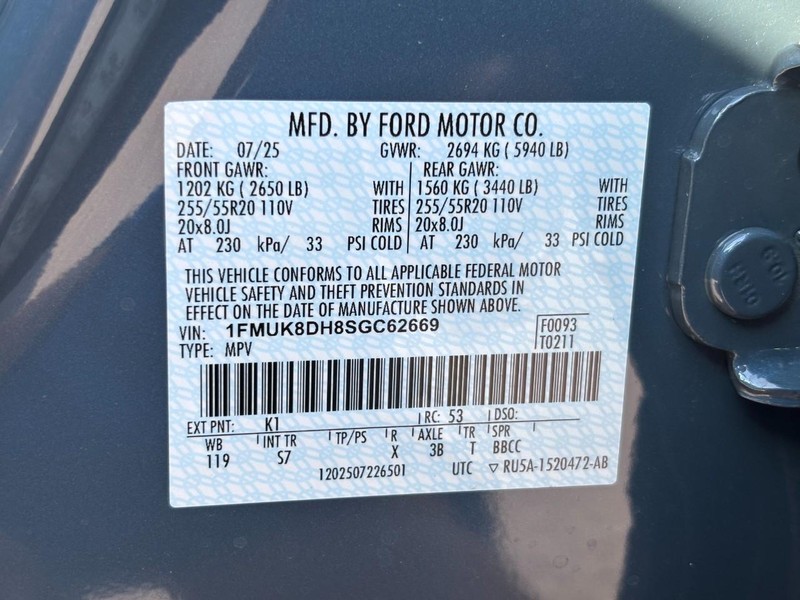 MFD. BY FORD MOTOR CO.
DATE: 07/25 GVWR: 2694 KG ( 5940 LB)
FRONT GAWR: REAR GAWR:
1202 KG ( 2650 LB) WITH 1560 KG ( 3440 LB) WITH
255/55R20 110V TIRES 255/55R20 110V TIRES
20x8.0J RIMS 20x8.0J RIMS
AT 230 kPa/ 33 PSI COLD AT 230 kPa/ 33 PSI COLD
THIS VEHICLE CONFORMS TO ALL APPLICABLE FEDERAL MOTOR
VEHICLE SAFETY AND THEFT PREVENTION STANDARDS IN
EFFECT ON THE DATE OF MANUFACTURE SHOWN ABOVE.
VIN: 1FMUK8DH8SGC62669 F0093
TYPE: MPV T0211
EXT PNT: K1 RC: 53 DSO:
WB INT TR TP/PS R AXLE TR SPR
119 S7 X 3B T BBCC
1202507226501 UTC ▽ RU5A-1520472-AB
10.9